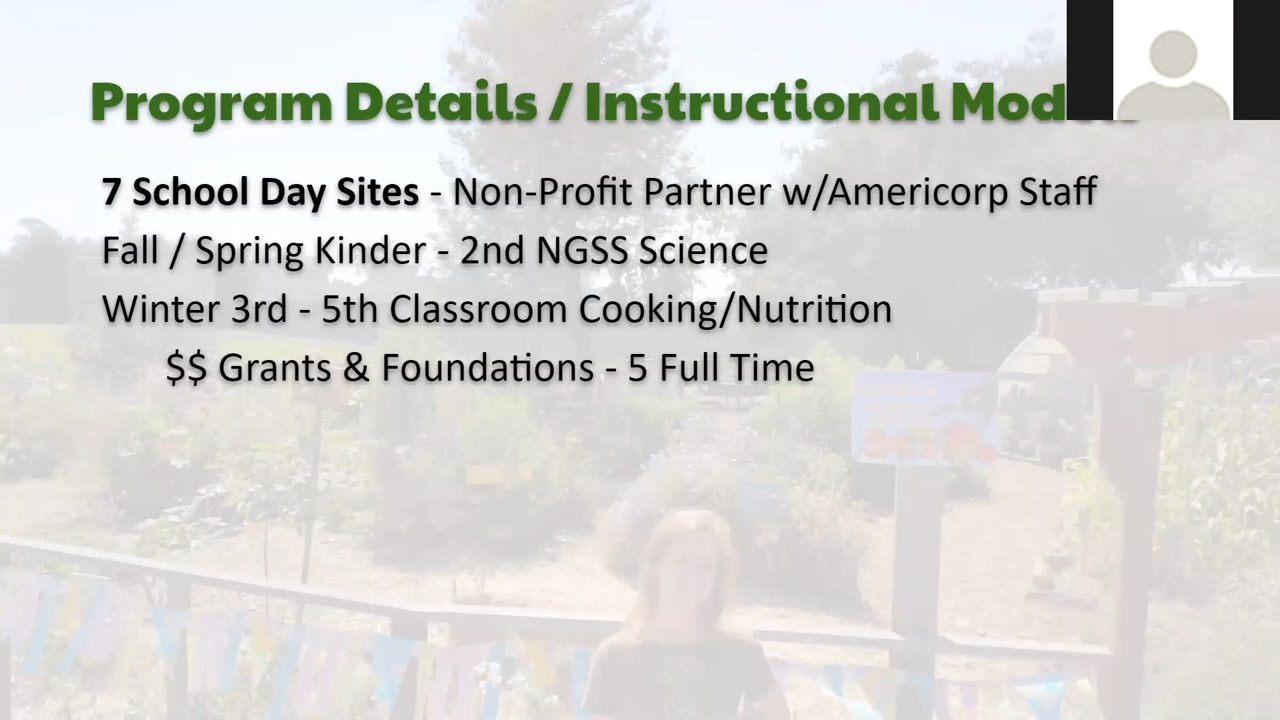 Program Details / Instructional
7 School Day Sites - Non-Profit Partner w/Americorp Staff
Fall / Spring Kinder - 2nd NGSS Science
Winter 3rd - 5th Classroom Cooking/Nutrition
$$ Grants & Foundations - 5 Full Time